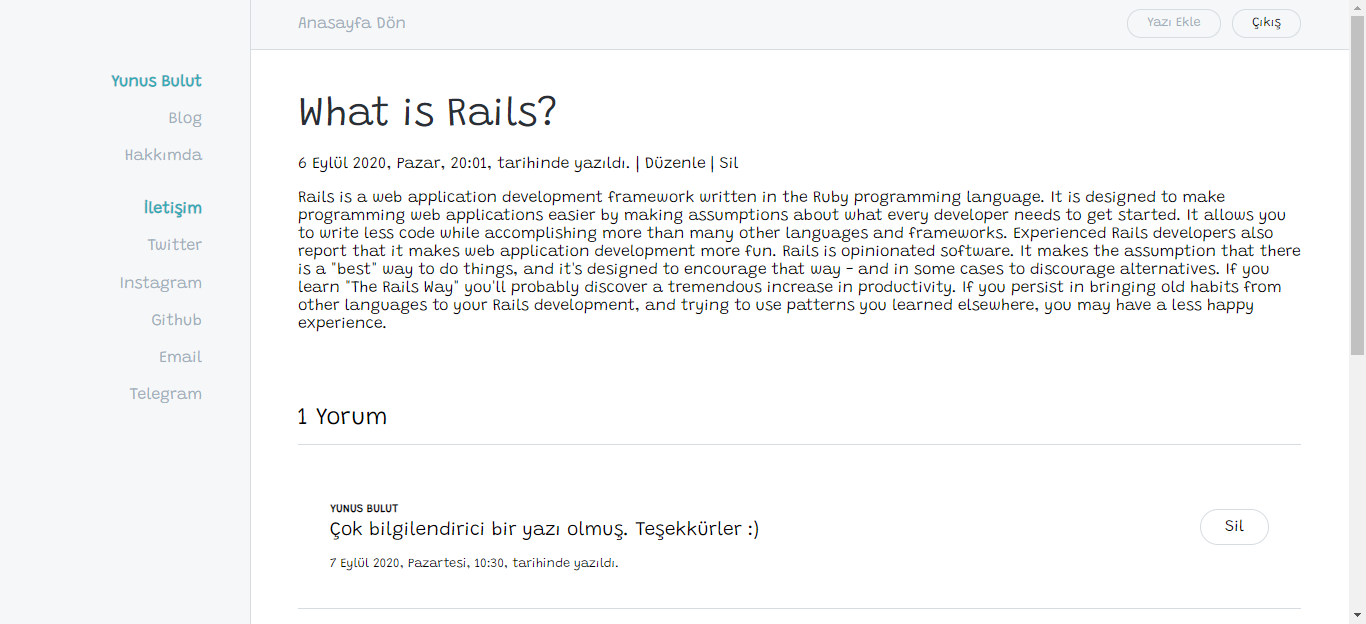 Anasayfa Dön
Yazı Ekle
Çıkış
Yunus Bulut
Blog
Hakkımda
İletişim
Twitter
Instagram
Github
Email
Telegram
What is Rails?
6 Eylül 2020, Pazar, 20:01, tarihinde yazıldı. | Düzenle | Sil
Rails is a web application development framework written in the Ruby programming language. It is designed to make
programming web applications easier by making assumptions about what every developer needs to get started. It allows you
to write less code while accomplishing more than many other languages and frameworks. Experienced Rails developers also
report that it makes web application development more fun. Rails is opinionated software. It makes the assumption that there
is a "best" way to do things, and it's designed to encourage that way - and in some cases to discourage alternatives. If you
learn "The Rails Way" you'll probably discover a tremendous increase in productivity. If you persist in bringing old habits from
other languages to your Rails development, and trying to use patterns you learned elsewhere, you may have a less happy
experience.
1 Yorum
YUNUS BULUT
Çok bilgilendirici bir yazı olmuş. Teşekkürler :)
7 Eylül 2020, Pazartesi, 10:30, tarihinde yazıldı.
Sil